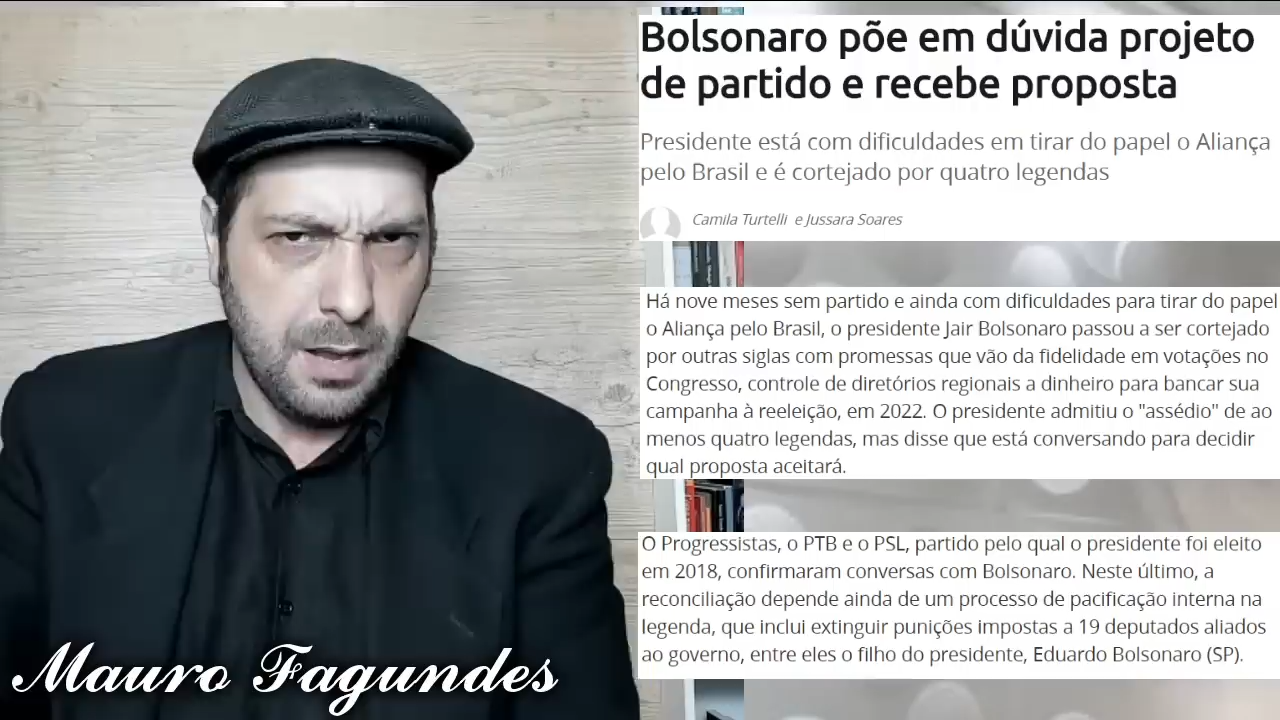 Bolsonaro põe em dúvida projeto
de partido e recebe proposta
Presidente está com dificuldades em tirar do papel o Aliança
pelo Brasil e é cortejado por quatro legendas
Camila Turtelli e Jussara Soares
Há nove meses sem partido e ainda com dificuldades para tirar do papel
o Aliança pelo Brasil, o presidente Jair Bolsonaro passou a ser cortejado
por outras siglas com promessas que vão da fidelidade em votações no
Congresso, controle de diretórios regionais a dinheiro para bancar sua
campanha à reeleição, em 2022. O presidente admitiu o "assédio" de ao
menos quatro legendas, mas disse que está conversando para decidir
qual proposta aceitará.
O Progressistas, o PTB e o PSL, partido pelo qual o presidente foi eleito
em 2018, confirmaram conversas com Bolsonaro. Neste último, a
reconciliação depende ainda de um processo de pacificação interna na
legenda, que inclui extinguir punições impostas a 19 deputados aliados
ao governo, entre eles o filho do presidente, Eduardo Bolsonaro (SP).
Mauro Fagundes